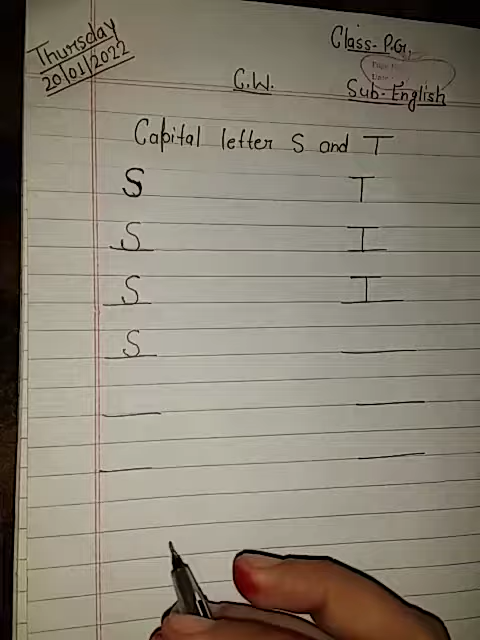 Thursday
20/01/2022
Class- P.G,
C.W.
Sub- English
Capital letter S and T
S T
S T
S T
S